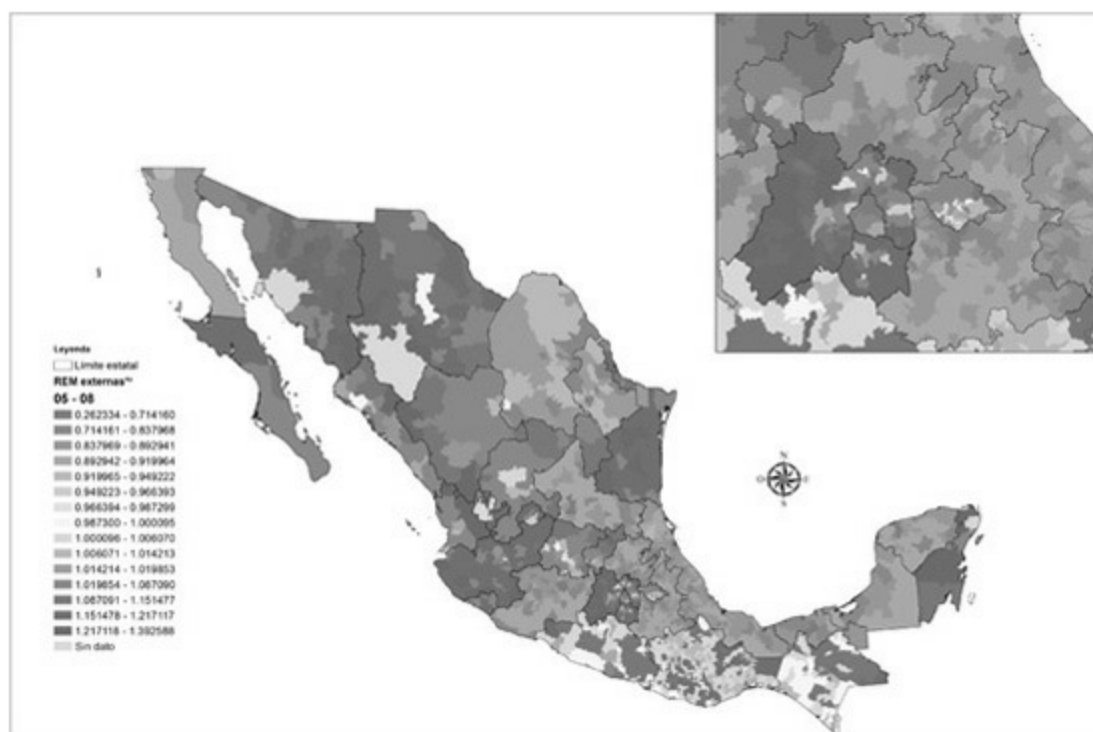 Leyenda
Límite estatal
REM externas
05 - 08
0.262334 - 0.714160
0.714161 - 0.837968
0.837969 - 0.892941
0.892942 - 0.919964
0.919965 - 0.949222
0.949223 - 0.966393
0.966394 - 0.987299
0.987300 - 1.000095
1.000096 - 1.006070
1.006071 - 1.014213
1.014214 - 1.019853
1.019854 - 1.067090
1.087091 - 1.151477
1.151478 - 1.217117
1.217118 - 1.392588
Sin dato
N
O
E
S